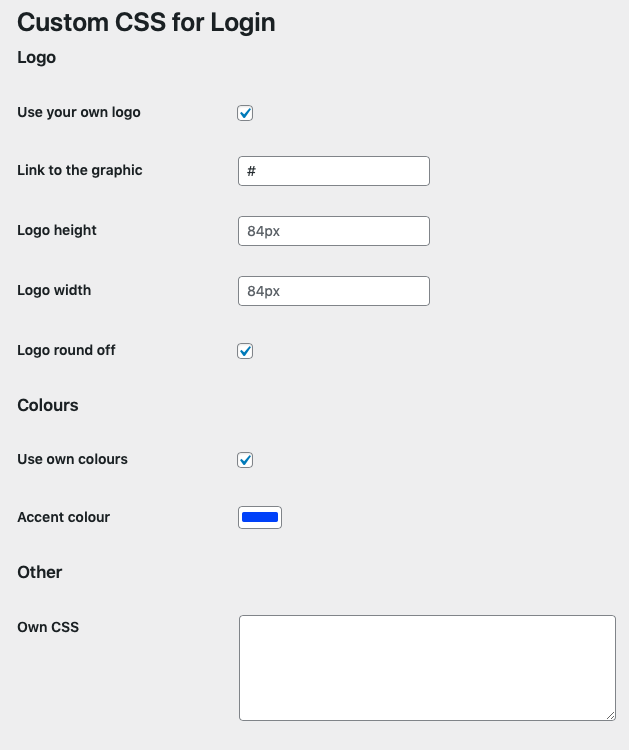 Custom CSS for Login
Logo
Use your own logo
Link to the graphic #
Logo height 84px
Logo width 84px
Logo round off
Colours
Use own colours
Accent colour
Other
Own CSS